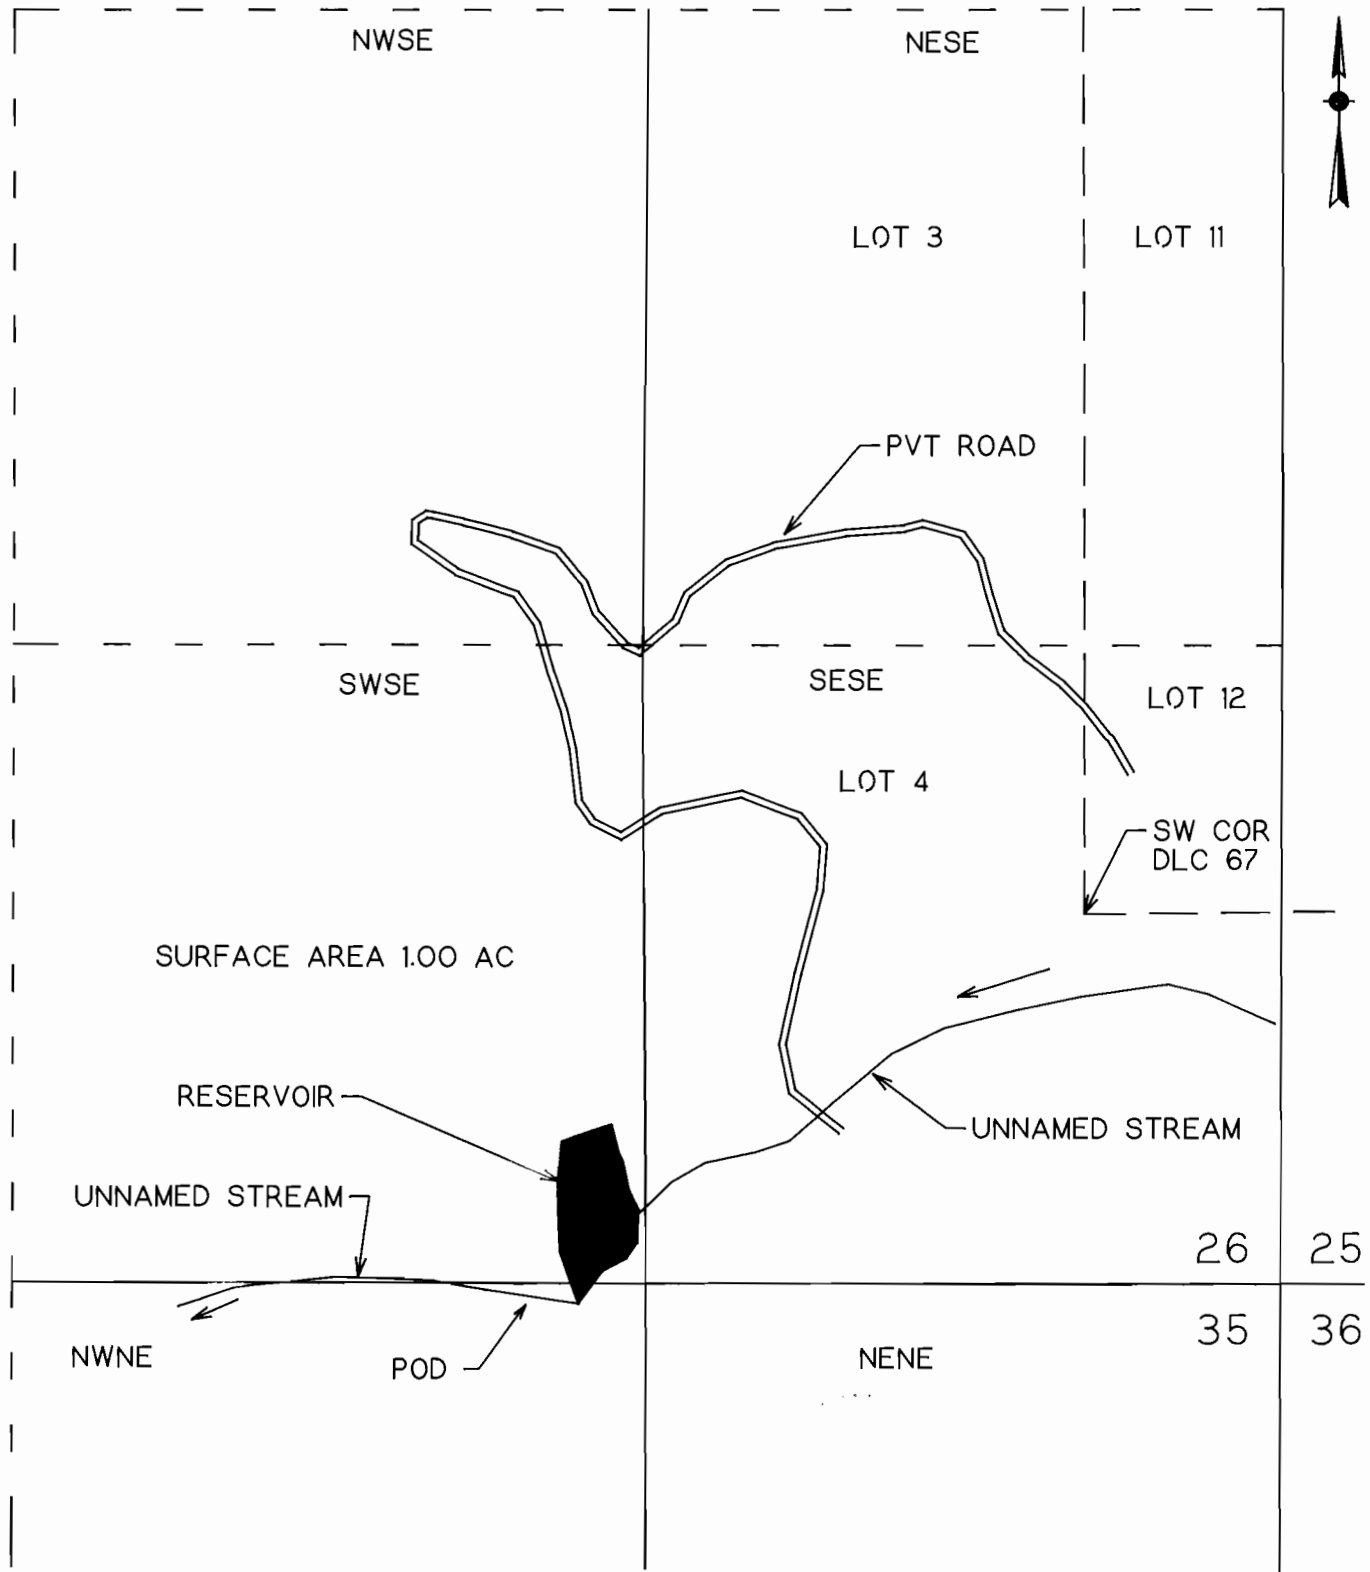 NWSE
NESE
LOT 3
LOT 11
PVT ROAD
SWSE
SESE
LOT 12
LOT 4
SW COR
DLC 67
SURFACE AREA 1.00 AC
RESERVOIR
UNNAMED STREAM
UNNAMED STREAM
26 25
35 36
NWNE
POD
NENE